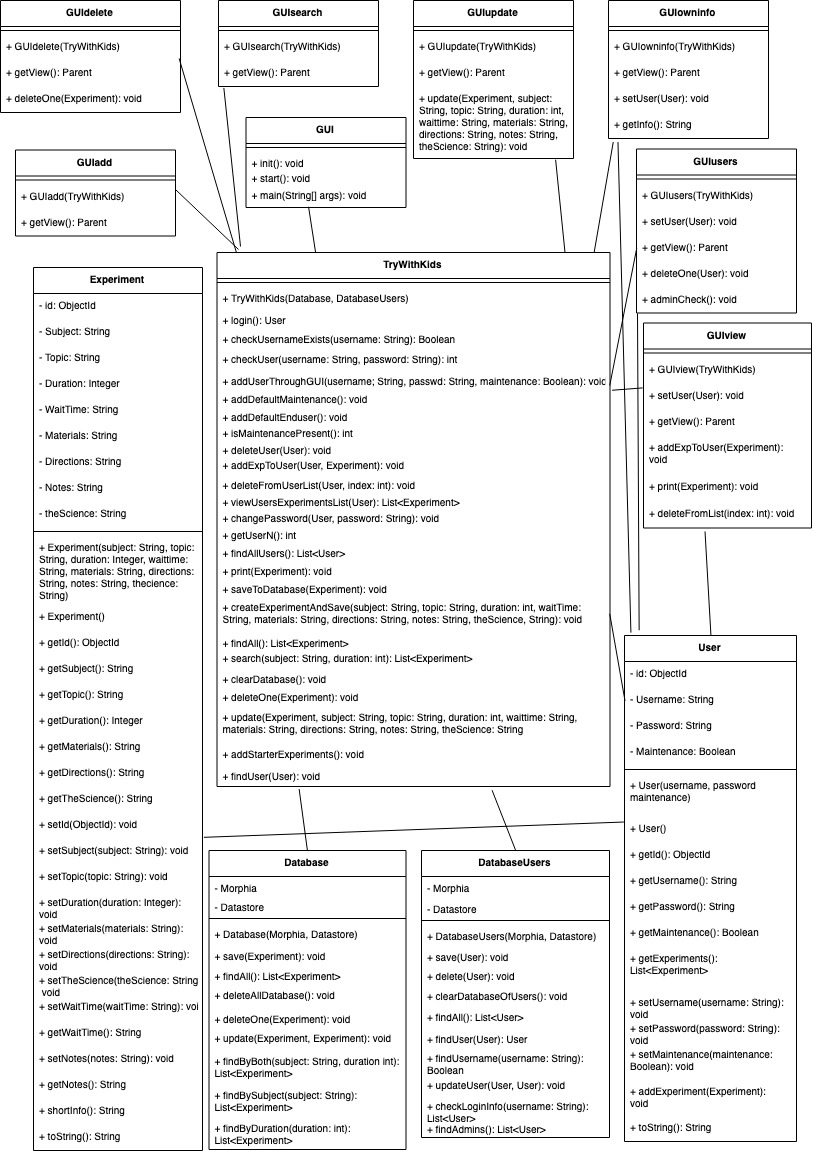 GUIdelete
+ GUIdelete(TryWithKids)
+ getView(): Parent
+ deleteOne(Experiment): void
GUIsearch
+ GUIsearch(TryWithKids)
+ getView(): Parent
GUIupdate
+ GUIupdate(TryWithKids)
+ getView(): Parent
+ update(Experiment, subject:
String, topic: String, duration: int,
waittime: String, materials: String,
directions: String, notes: String,
theScience: String): void
GUIowninfo
+ GUIowninfo(TryWithKids)
+ getView(): Parent
+ setUser(User): void
+ getInfo(): String
GUI
+ init(): void
+ start(): void
+ main(String[] args): void
GUIadd
+ GUIadd(TryWithKids)
+ getView(): Parent
GUIusers
+ GUIusers(TryWithKids)
+ setUser(User): void
+ getView(): Parent
+ deleteOne(User): void
+ adminCheck(): void
GUIview
+ GUIview(TryWithKids)
+ setUser(User): void
+ getView(): Parent
+ addExpToUser(Experiment):
void
+ print(Experiment): void
+ deleteFromList(index: int): void
TryWithKids
+ TryWithKids(Database, DatabaseUsers)
+ login(): User
+ checkUsernameExists(username: String): Boolean
+ checkUser(username: String, password: String): int
+ addUserThroughGUI(username; String, passwd: String, maintenance: Boolean): void
+ addDefaultMaintenance(): void
+ addDefaultEnduser(): void
+ isMaintenancePresent(): int
+ deleteUser(User): void
+ addExpToUser(User, Experiment): void
+ deleteFromUserList(User, index: int): void
+ viewUsersExperimentsList(User): List<Experiment>
+ changePassword(User, password: String): void
+ getUserN(): int
+ findAllUsers(): List<User>
+ print(Experiment): void
+ saveToDatabase(Experiment): void
+ createExperimentAndSave(subject: String, topic: String, duration: int, waitTime:
String, materials: String, directions: String, notes: String, theScience, String): void
+ findAll(): List<Experiment>
+ search(subject: String, duration: int): List<Experiment>
+ clearDatabase(): void
+ deleteOne(Experiment): void
+ update(Experiment, subject: String, topic: String, duration: int, waittime: String,
materials: String, directions: String, notes: String, theScience: String
+ addStarterExperiments(): void
+ findUser(User): void
Experiment
- id: ObjectId
- Subject: String
- Topic: String
- Duration: Integer
- WaitTime: String
- Materials: String
- Directions: String
- Notes: String
- theScience: String
+ Experiment(subject: String, topic:
String, duration: Integer, waittime:
String, materials: String, directions:
String, notes: String, thecience:
String)
+ Experiment()
+ getId(): ObjectId
+ getSubject(): String
+ getTopic(): String
+ getDuration(): Integer
+ getMaterials(): String
+ getDirections(): String
+ getTheScience(): String
+ setId(ObjectId): void
+ setSubject(subject: String): void
+ setTopic(topic: String): void
+ setDuration(duration: Integer):
void
+ setMaterials(materials: String):
void
+ setDirections(directions: String):
void
+ setTheScience(theScience: String
void
+ setWaitTime(waitTime: String): voi
+ getWaitTime(): String
+ setNotes(notes: String): void
+ getNotes(): String
+ shortInfo(): String
+ toString(): String
Database
- Morphia
- Datastore
+ Database(Morphia, Datastore)
+ save(Experiment): void
+ findAll(): List<Experiment>
+ deleteAllDatabase(): void
+ deleteOne(Experiment): void
+ update(Experiment, Experiment): void
+ findByBoth(subject: String, duration int):
List<Experiment>
+ findBySubject(subject: String):
List<Experiment>
+ findByDuration(duration: int):
List<Experiment>
DatabaseUsers
- Morphia
- Datastore
+ DatabaseUsers(Morphia, Datastore)
+ save(User): void
+ delete(User): void
+ clearDatabaseOfUsers(): void
+ findAll(): List<User>
+ findUser(User): User
+ findUsername(username: String):
Boolean
+ updateUser(User, User): void
+ checkLoginInfo(username: String):
List<User>
+ findAdmins(): List<User>
User
- id: ObjectId
- Username: String
- Password: String
- Maintenance: Boolean
+ User(username, password
maintenance)
+ User()
+ getId(): ObjectId
+ getUsername(): String
+ getPassword(): String
+ getMaintenance(): Boolean
+ getExperiments():
List<Experiment>
+ setUsername(username: String):
void
+ setPassword(password: String):
void
+ setMaintenance(maintenance:
Boolean): void
+ addExperiment(Experiment):
void
+ toString(): String